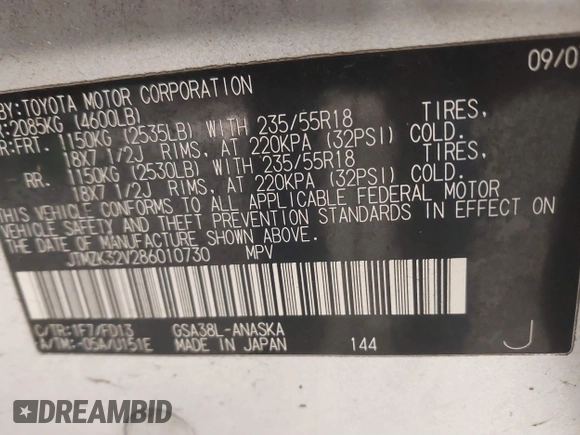 09/0
BY:TOYOTA MOTOR CORPORATION
R:2085KG (4600LB)
R:FRT. 1150KG (2535LB) WITH 235/55R18 TIRES,
18X7 1/2J RIMS, AT 220KPA (32PSI) COLD.
RR. 1150KG (2530LB) WITH 235/55R18 TIRES,
18X7 1/2J RIMS, AT 220KPA (32PSI) COLD.
THIS VEHICLE CONFORMS TO ALL APPLICABLE FEDERAL MOTOR
VEHICLE SAFETY AND THEFT PREVENTION STANDARDS IN EFFECT ON
THE DATE OF MANUFACTURE SHOWN ABOVE.
JTMZK32V286010730 MPV
C/TR:1F7/FD13 GSA38L-ANASKA
A/TM:-05A/U151E MADE IN JAPAN 144 J
DREAMBID